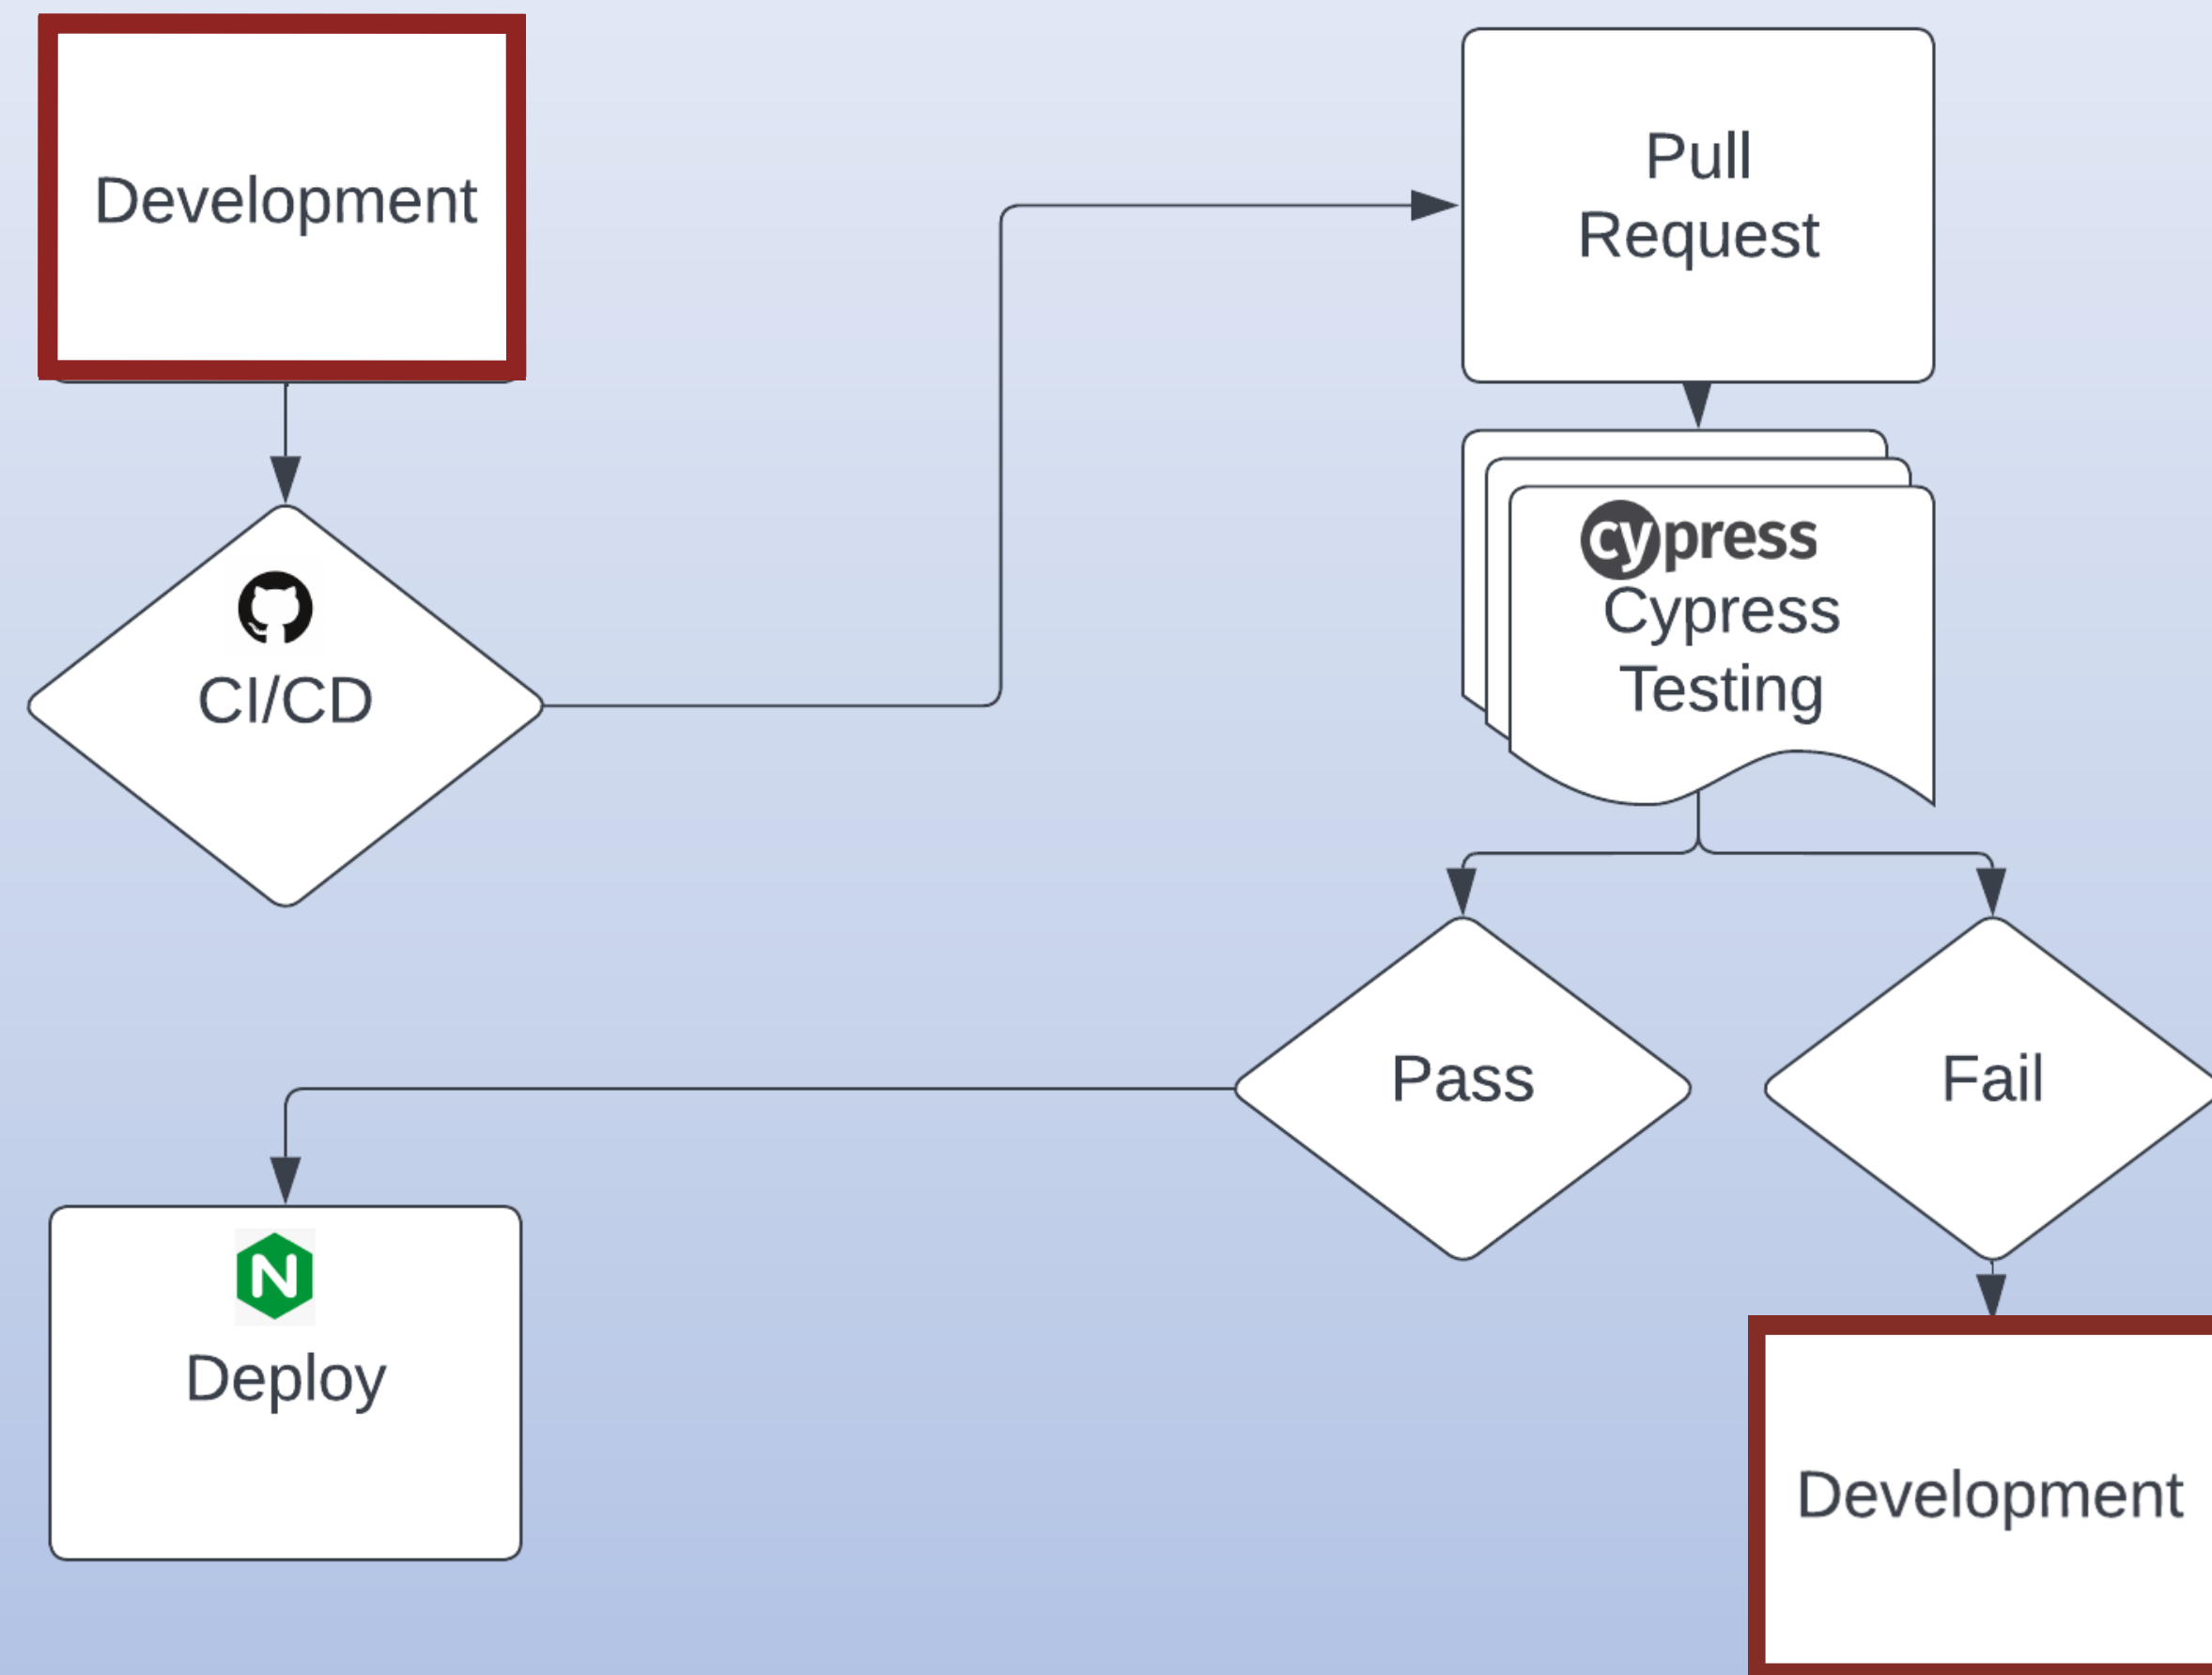 Development
Pull
Request
cypress
Cypress
Testing
CI/CD
Pass
Fail
N
Deploy
Development